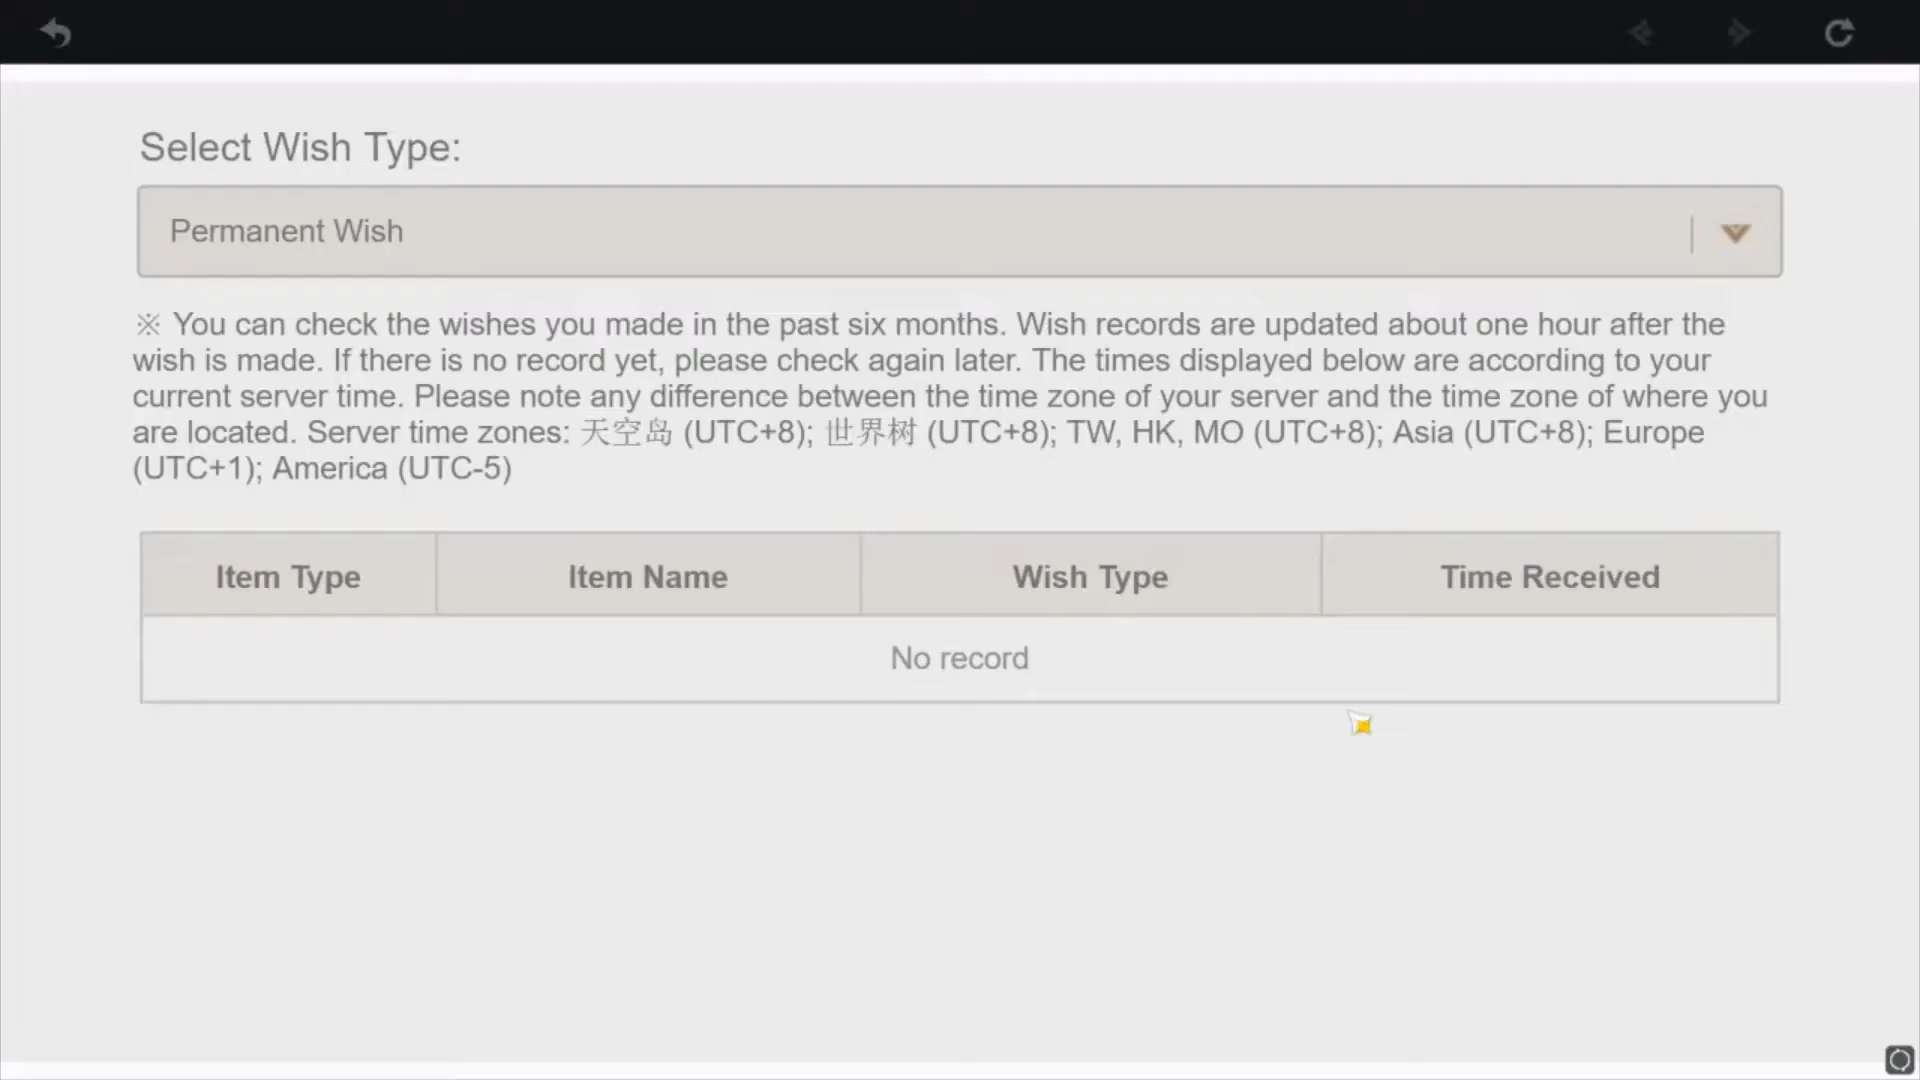 Select Wish Type:
Permanent Wish
※ You can check the wishes you made in the past six months. Wish records are updated about one hour after the
wish is made. If there is no record yet, please check again later. The times displayed below are according to your
current server time. Please note any difference between the time zone of your server and the time zone of where you
are located. Server time zones: 天空岛 (UTC+8); 世界树 (UTC+8); TW, HK, MO (UTC+8); Asia (UTC+8); Europe
(UTC+1); America (UTC-5)
Item Type Item Name Wish Type Time Received
No record